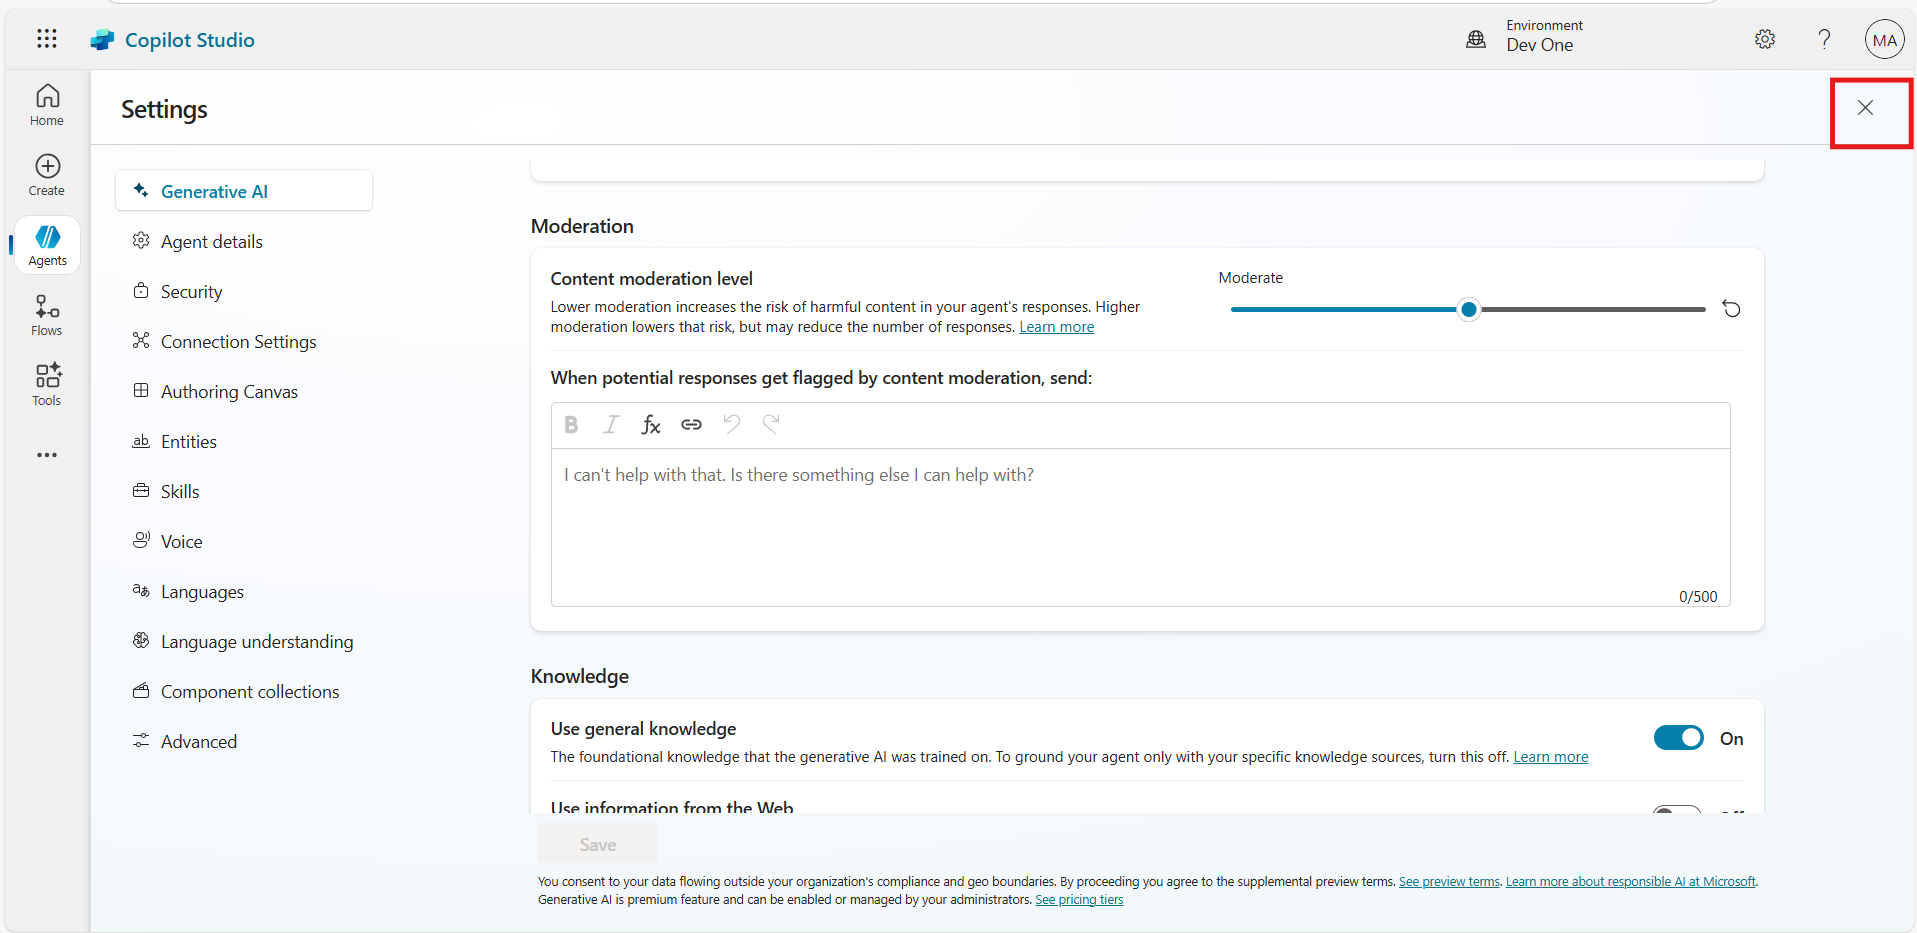 Copilot Studio
Environment
Dev One
MA
Home
Create
Agents
Flows
Tools
Settings
Generative AI
Agent details
Security
Connection Settings
Authoring Canvas
Entities
Skills
Voice
Languages
Language understanding
Component collections
Advanced
Moderation
Content moderation level
Lower moderation increases the risk of harmful content in your agent's responses. Higher
moderation lowers that risk, but may reduce the number of responses. Learn more
Moderate
When potential responses get flagged by content moderation, send:
I can't help with that. Is there something else I can help with?
0/500
Knowledge
Use general knowledge
The foundational knowledge that the generative AI was trained on. To ground your agent only with your specific knowledge sources, turn this off. Learn more
On
Use information from the Web
Off
Save
You consent to your data flowing outside your organization's compliance and geo boundaries. By proceeding you agree to the supplemental preview terms. See preview terms. Learn more about responsible AI at Microsoft.
Generative AI is premium feature and can be enabled or managed by your administrators. See pricing tiers